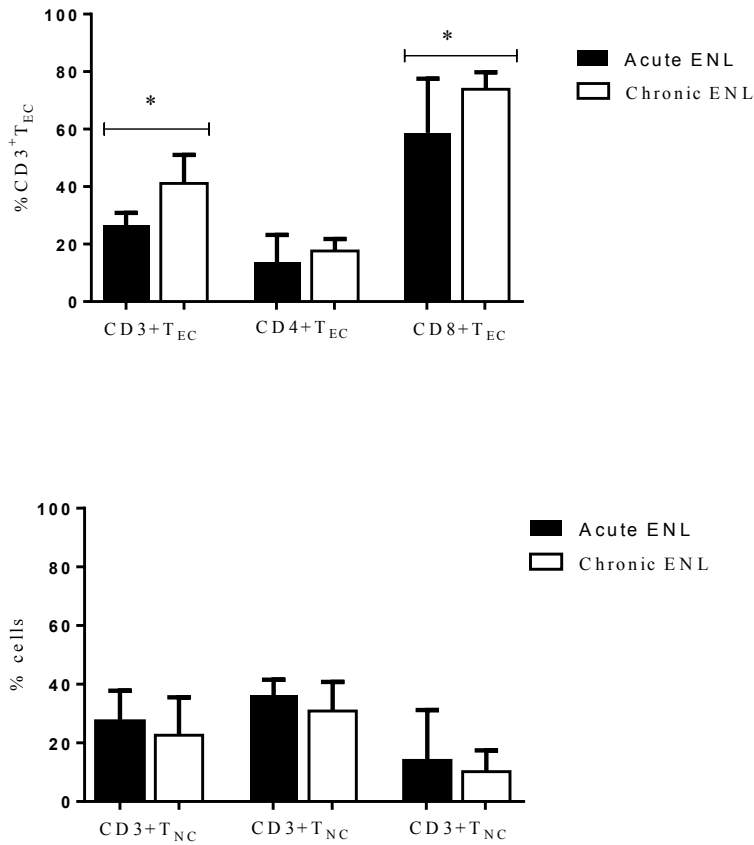 100
80
60
40
20
0
%CD3+TEC
*
*
Acute ENL
Chronic ENL
CD3+TEC CD4+TEC CD8+TEC
100
80
60
40
20
0
% cells
Acute ENL
Chronic ENL
CD3+TNC CD3+TNC CD3+TNC